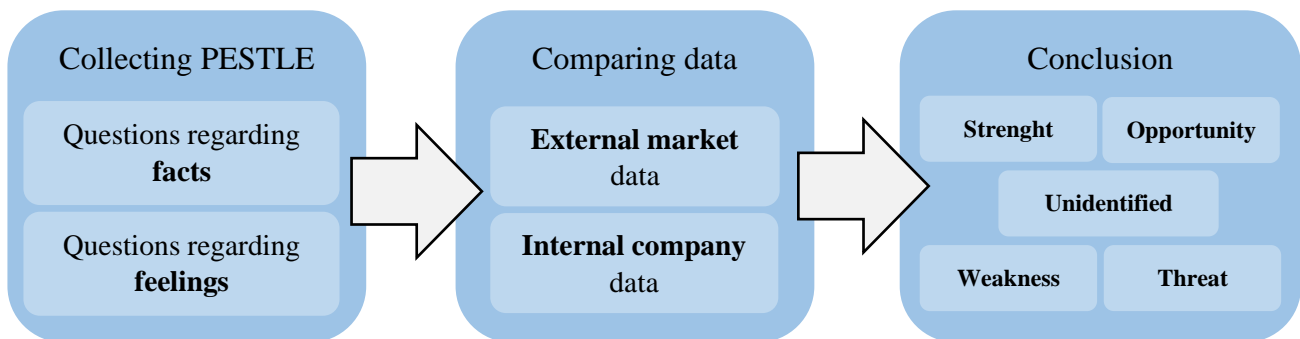 Collecting PESTLE
Questions regarding
facts
Questions regarding
feelings
Comparing data
External market
data
Internal company
data
Conclusion
Strenght
Opportunity
Unidentified
Weakness
Threat